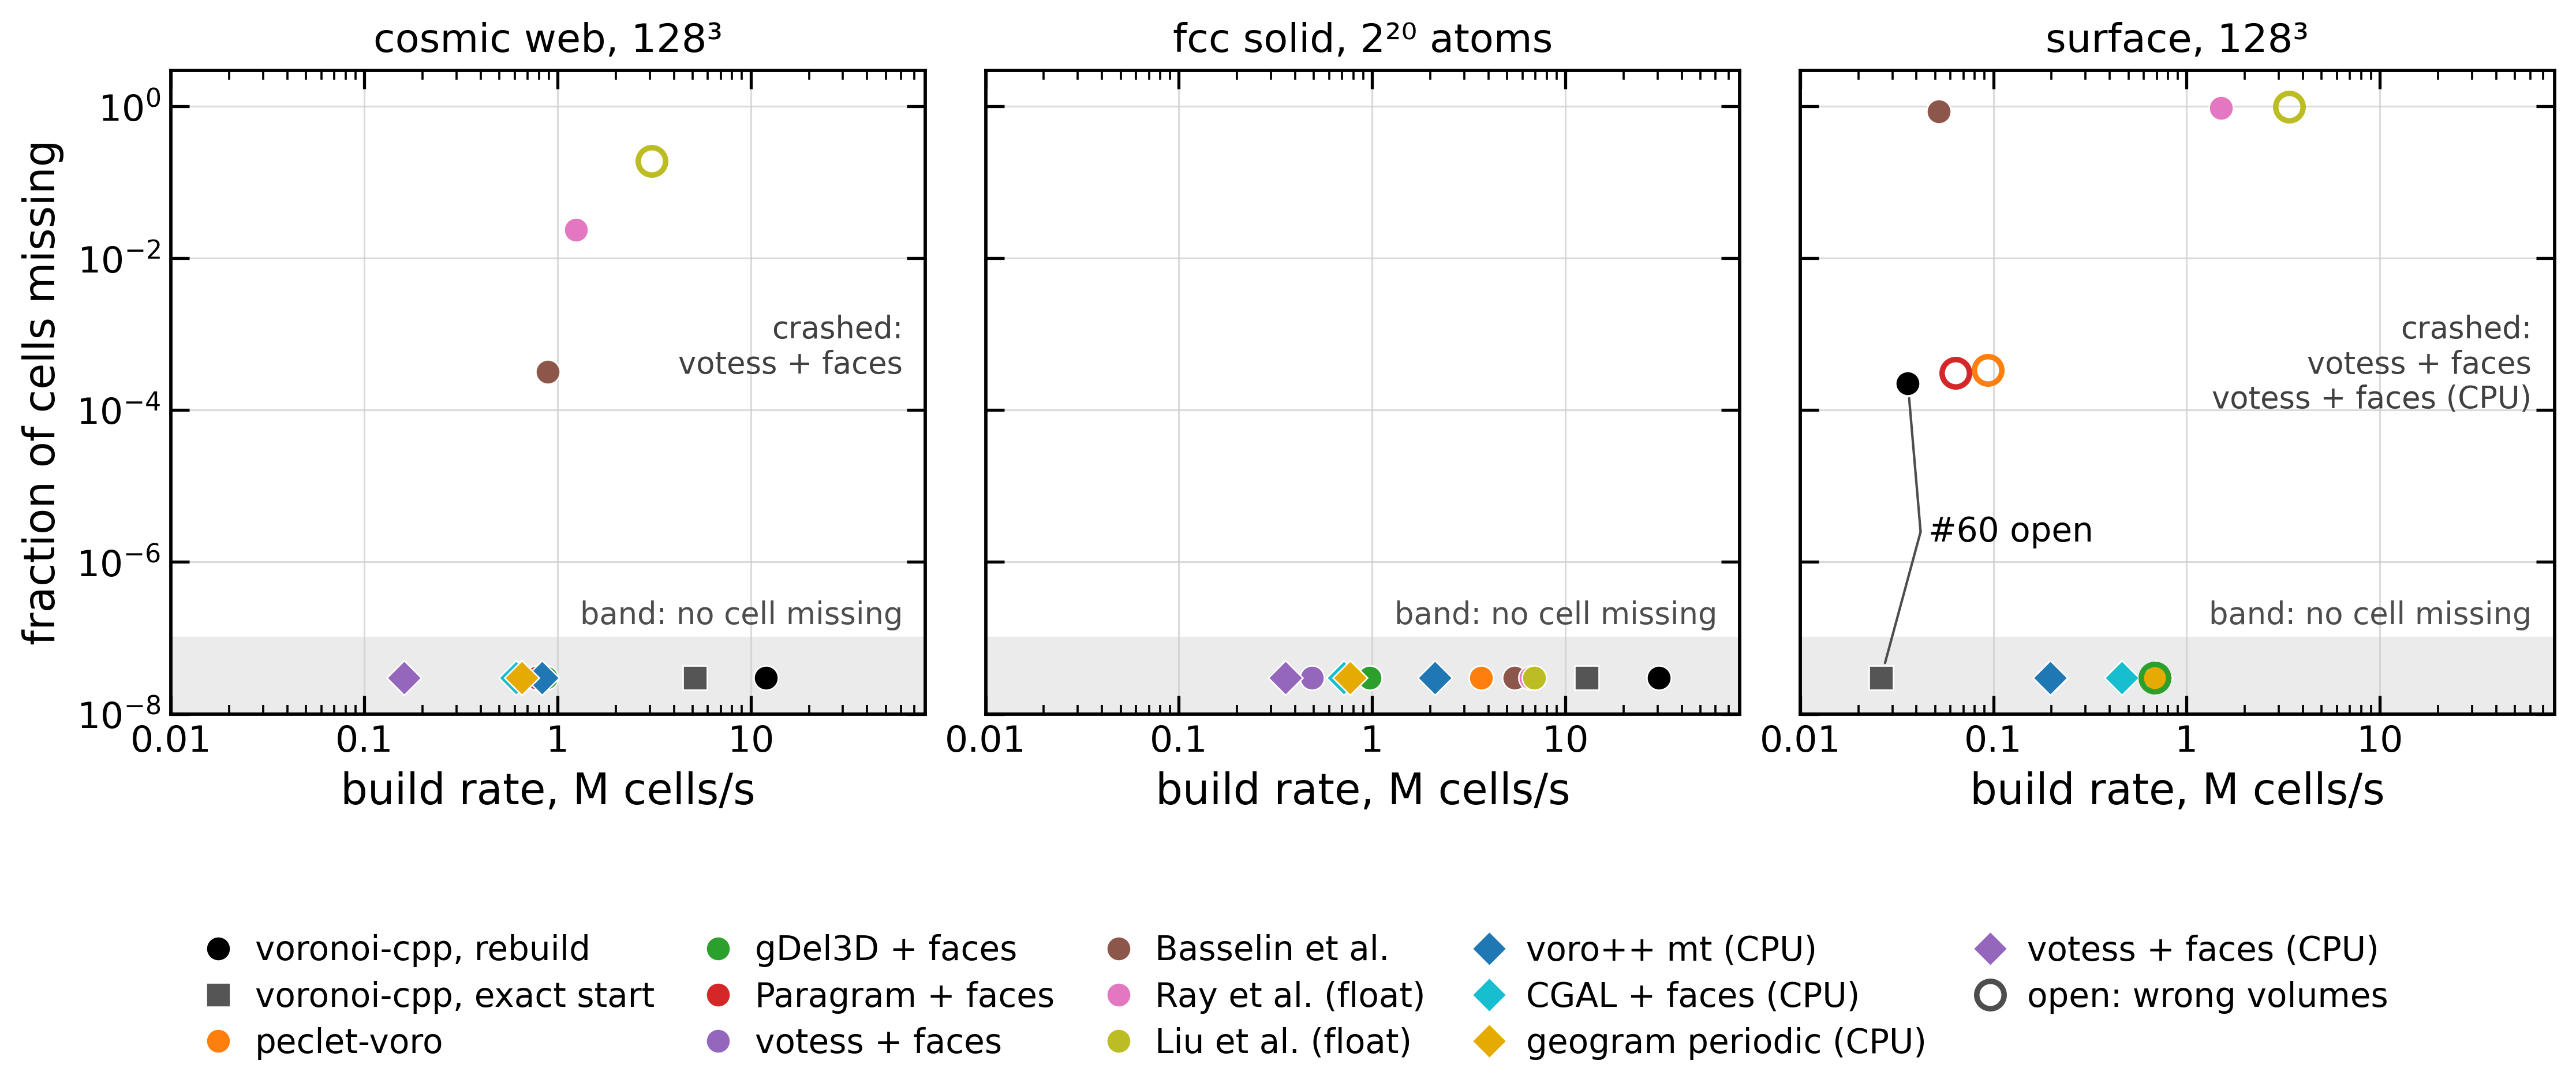 cosmic web, 128³
fcc solid, 2²⁰ atoms
surface, 128³
fraction of cells missing
10⁰
10⁻²
10⁻⁴
10⁻⁶
10⁻⁸
crashed:
votess + faces
band: no cell missing
0.01 0.1 1 10
build rate, M cells/s
band: no cell missing
0.01 0.1 1 10
build rate, M cells/s
crashed:
votess + faces
votess + faces (CPU)
#60 open
band: no cell missing
0.01 0.1 1 10
build rate, M cells/s
voronoi-cpp, rebuild
voronoi-cpp, exact start
peclet-voro
gDel3D + faces
Paragram + faces
votess + faces
Basselin et al.
Ray et al. (float)
Liu et al. (float)
voro++ mt (CPU)
CGAL + faces (CPU)
geogram periodic (CPU)
votess + faces (CPU)
open: wrong volumes